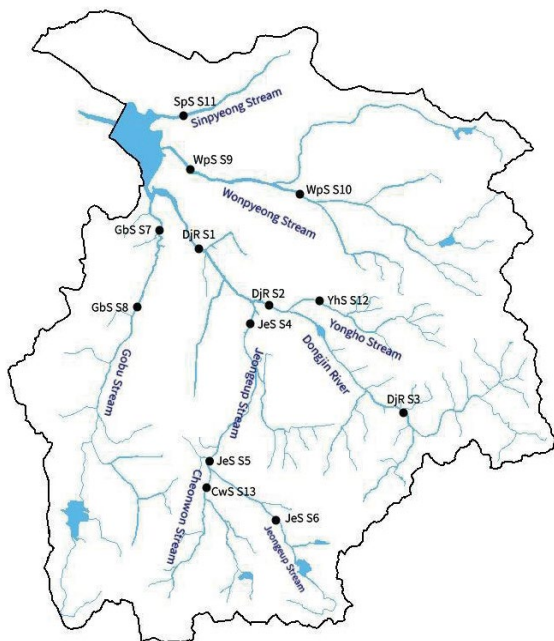 SpS S11
Sinpyeong Stream
WpS S9
WpS S10
Wonpyeong Stream
GbS S7
DjR S1
DjR S2
YhS S12
GbS S8
JeS S4
Yongho Stream
Dongjin River
Gobu Stream
Jeongeup Stream
DjR S3
JeS S5
CwS S13
Cheonwon Stream
JeS S6
Jeongeup Stream